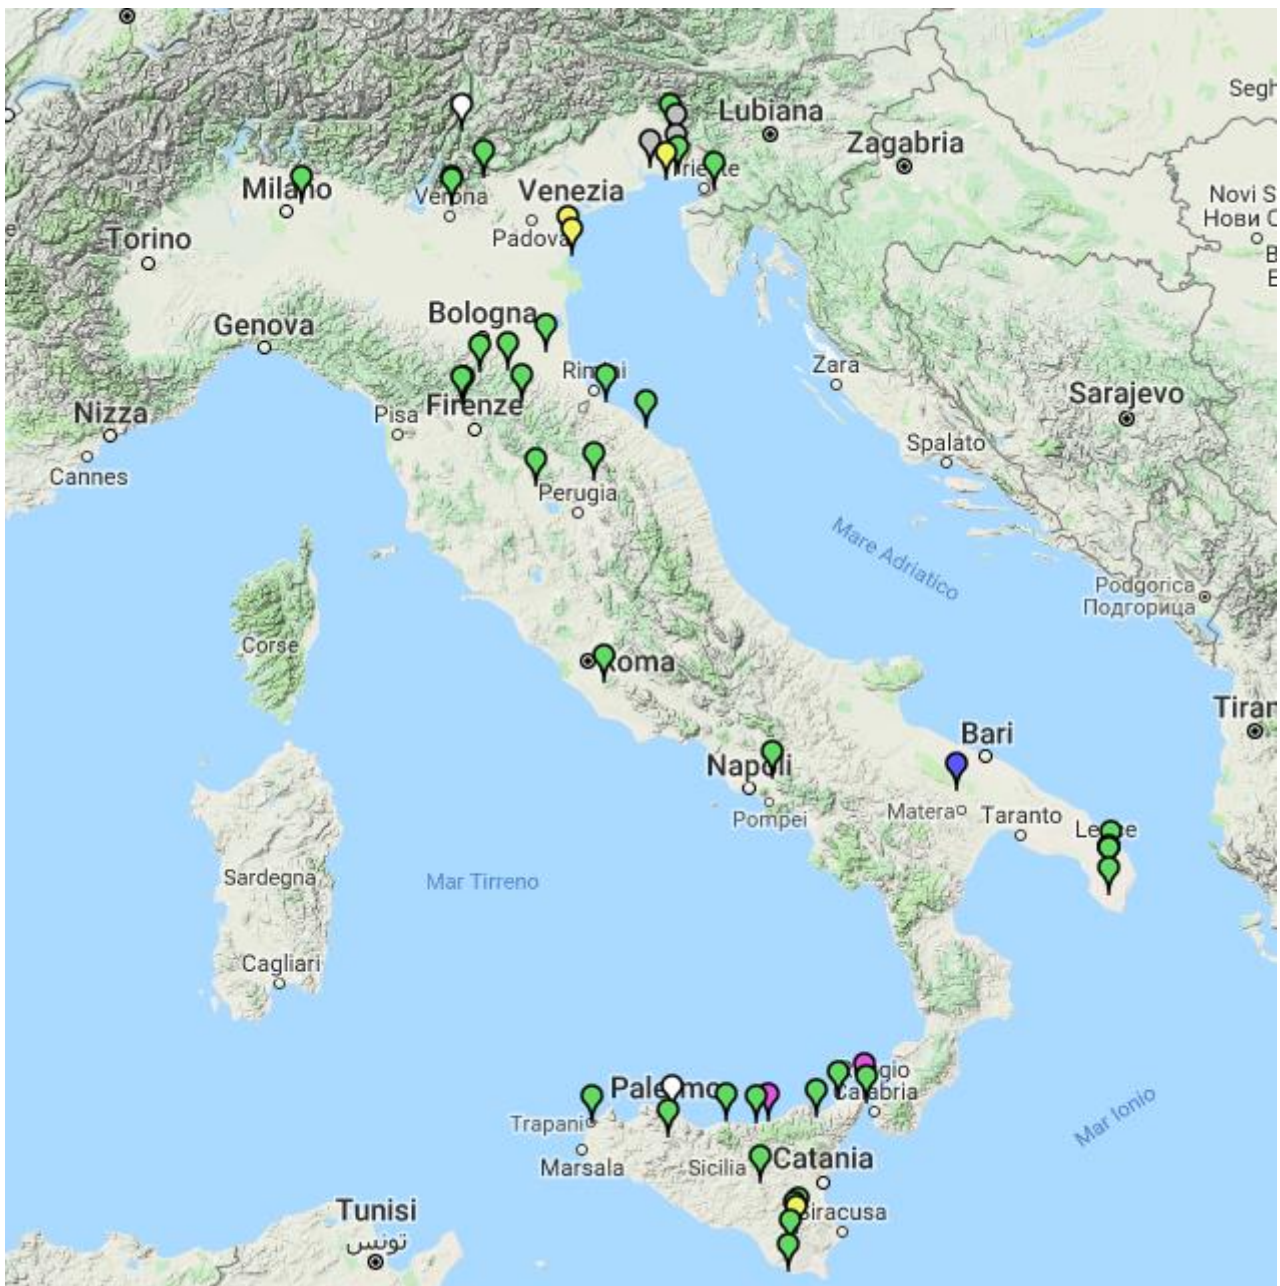 Lubiana
Segh
Zagabria
Milano
Verona
Venezia
Trieste
Novi S
Нови С
Padova
Torino
B
E
Bologna
Genova
Rimini
Zara
Sarajevo
Nizza
Pisa
Firenze
Cannes
Spalato
Perugia
Mare Adriatico
Podgorica
Подгорица
Corse
Roma
Tiran
Bari
Napoli
Pompei
Matera
Taranto
Lecce
Sardegna
Mar Tirreno
Cagliari
Palermo
Reggio
Calabria
Mar Ionio
Trapani
Marsala
Sicilia
Catania
Siracusa
Tunisi
تونس